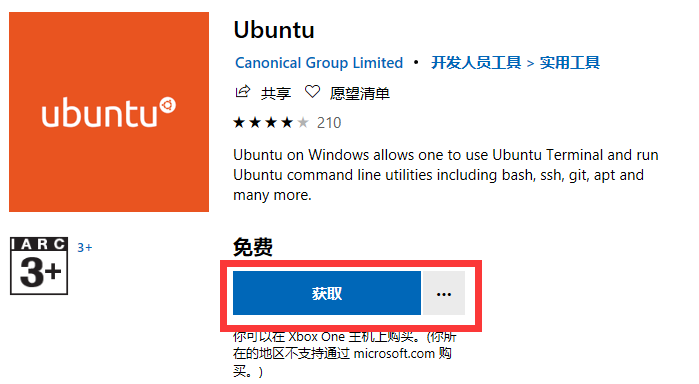 ubuntu
Ubuntu
Canonical Group Limited • 开发人员工具 > 实用工具
共享 愿望清单
210
Ubuntu on Windows allows one to use Ubuntu Terminal and run
Ubuntu command line utilities including bash, ssh, git, apt and
many more.
IARC
3+
3+
免费
获取
...
你可以在 Xbox One 主机上购买。(你所
在的地区不支持通过 microsoft.com 购
买。)